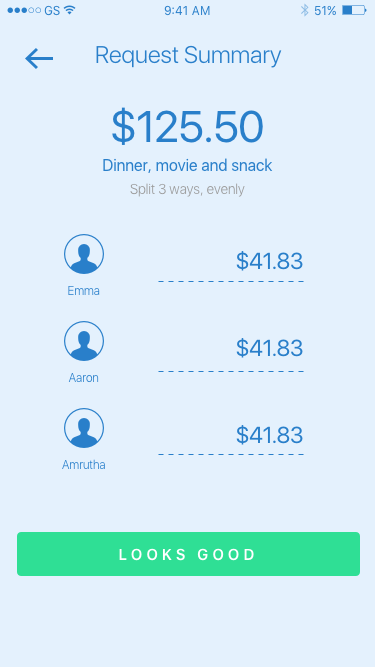 GS 9:41 AM 51%
Request Summary
$125.50
Dinner, movie and snack
Split 3 ways, evenly
$41.83
Emma
$41.83
Aaron
$41.83
Amrutha
LOOKS GOOD